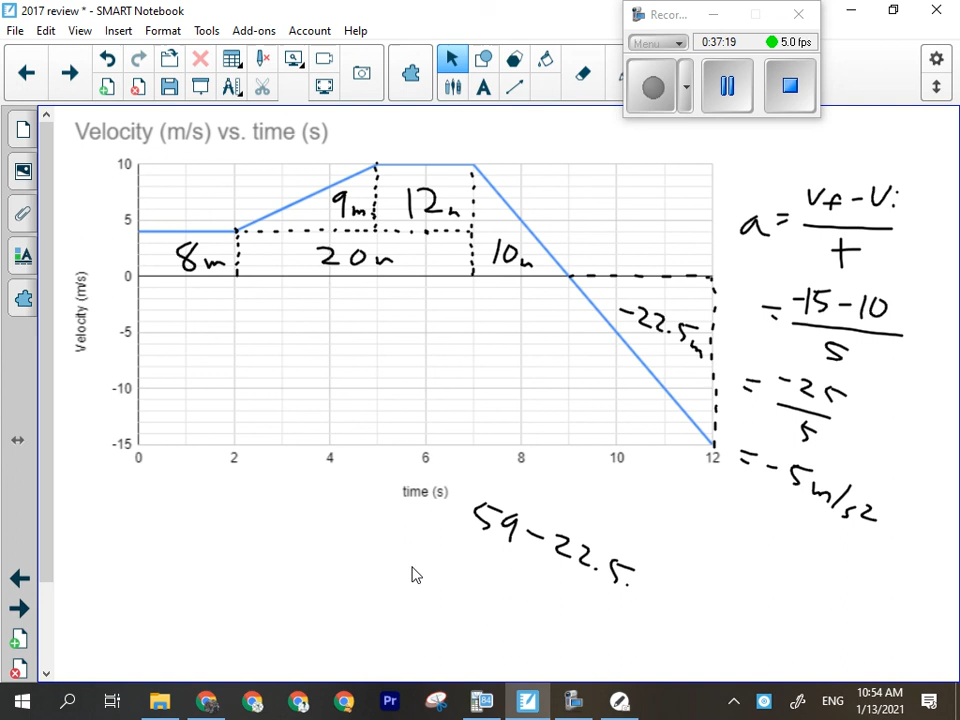 2017 review * - SMART Notebook
Recor...
File Edit View Insert Format Tools Add-ons Account Help
Menu 0:37:19 5.0 fps
Velocity (m/s) vs. time (s)
10
5
0
-5
-10
-15
Velocity (m/s)
8m
9m
12m
20m
10m
-22.5m
0 2 4 6 8 10 12
time (s)
a = vf - vi
t
= -15 - 10
5
= -25
5
= -5 m/s2
59 - 22.5.
Pr
ENG
10:54 AM
1/13/2021